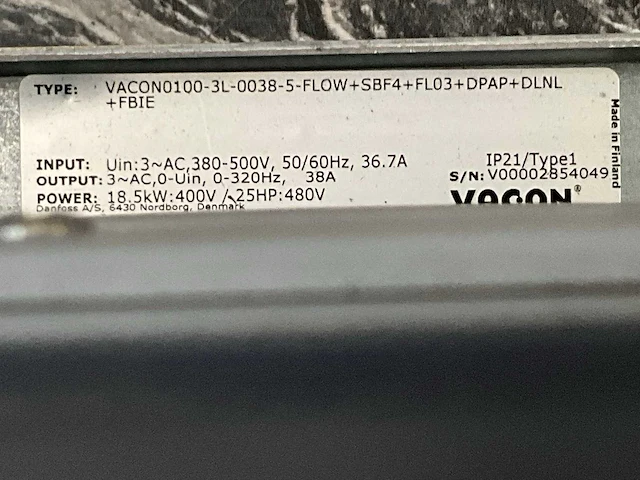 TYPE: VACON0100-3L-0038-5-FLOW+SBF4+FL03+DPAP+DLNL
+FBIE
INPUT: Uin:3~AC,380-500V, 50/60Hz, 36.7A IP21/Type1
OUTPUT: 3~AC,0-Uin, 0-320Hz, 38A S/N: V00002854049
POWER: 18.5kW:400V / 25HP:480V VACON®
Danfoss A/S, 6430 Nordborg, Denmark
Made in Finland